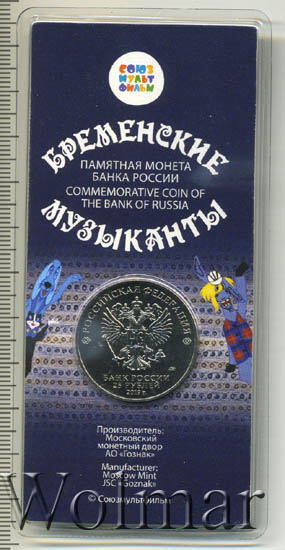 СОЮЗ
МУЛЬТ
ФИЛЬМ
БРЕМЕНСКИЕ
ПАМЯТНАЯ МОНЕТА
БАНКА РОССИИ
COMMEMORATIVE COIN OF
THE BANK OF RUSSIA
МУЗЫКАНТЫ
РОССИЙСКАЯ ФЕДЕРАЦИЯ
БАНК РОССИИ
25 РУБЛЕЙ
2019 г.
Производитель:
Московский
монетный двор
АО «Гознак»
Manufacturer:
Moscow Mint
JSC «Goznak»
© Союзмультфильм
Wolmar